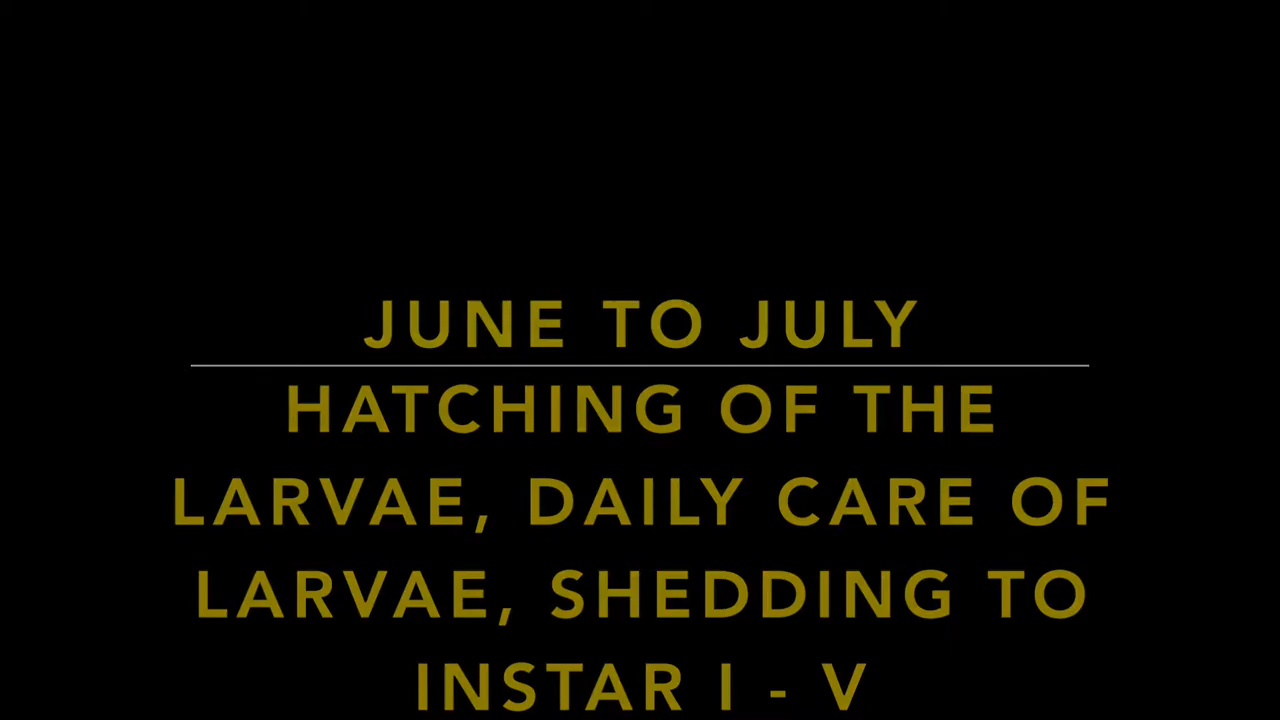 JUNE TO JULY
HATCHING OF THE
LARVAE, DAILY CARE OF
LARVAE, SHEDDING TO
INSTAR I - V